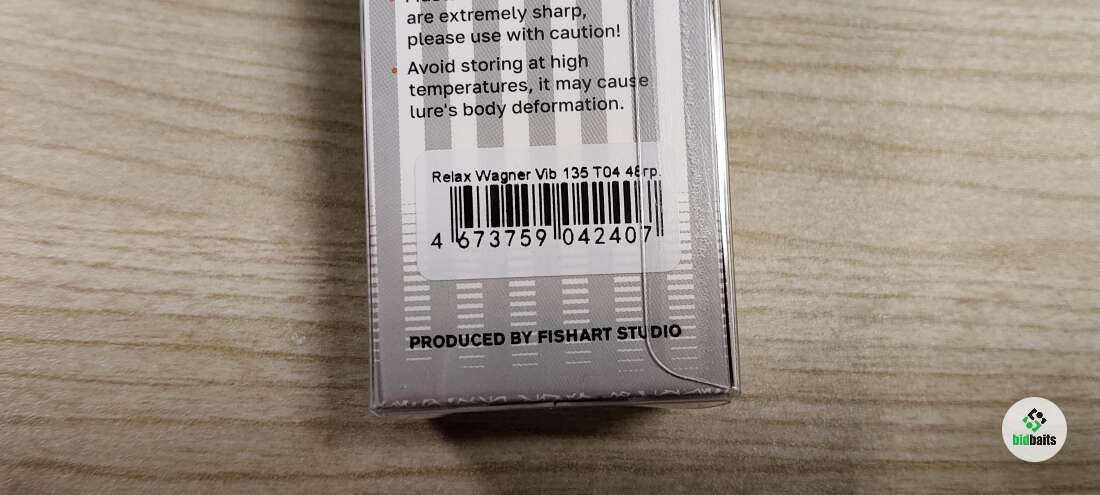 are extremely sharp,
please use with caution!
• Avoid storing at high
temperatures, it may cause
lure's body deformation.
Relax Wagner Vib 135 T04 48гр.
4 673759 042407
PRODUCED BY FISHART STUDIO
bidbaits